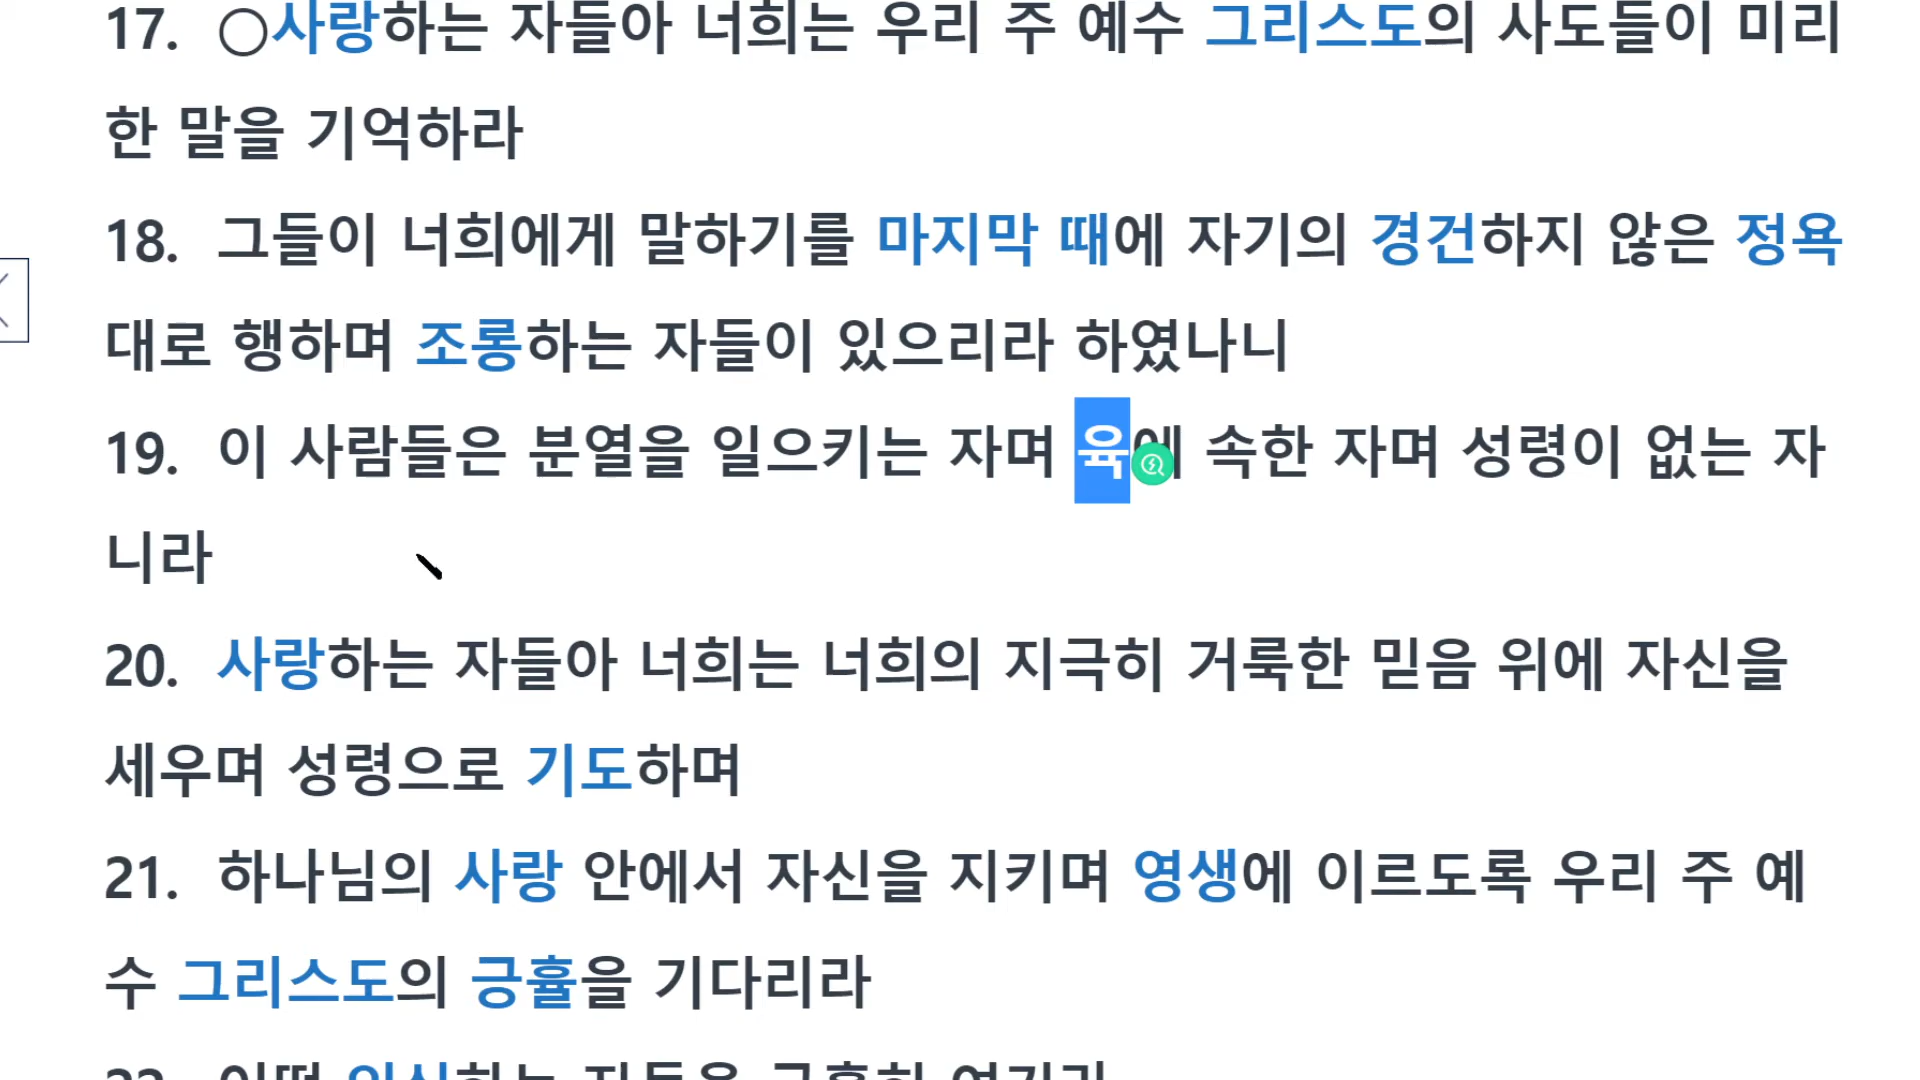 17. ○사랑하는 자들아 너희는 우리 주 예수 그리스도의 사도들이 미리
한 말을 기억하라
18. 그들이 너희에게 말하기를 마지막 때에 자기의 경건하지 않은 정욕
대로 행하며 조롱하는 자들이 있으리라 하였나니
19. 이 사람들은 분열을 일으키는 자며 육에 속한 자며 성령이 없는 자
니라
20. 사랑하는 자들아 너희는 너희의 지극히 거룩한 믿음 위에 자신을
세우며 성령으로 기도하며
21. 하나님의 사랑 안에서 자신을 지키며 영생에 이르도록 우리 주 예
수 그리스도의 긍휼을 기다리라